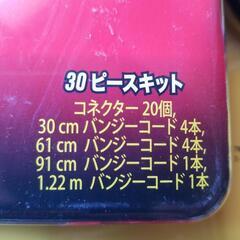 30ピースキット
コネクター 20個,
30 cm バンジーコード 4本,
61 cm バンジーコード 4本,
91 cm バンジーコード 1本,
1.22 m バンジーコード 1本